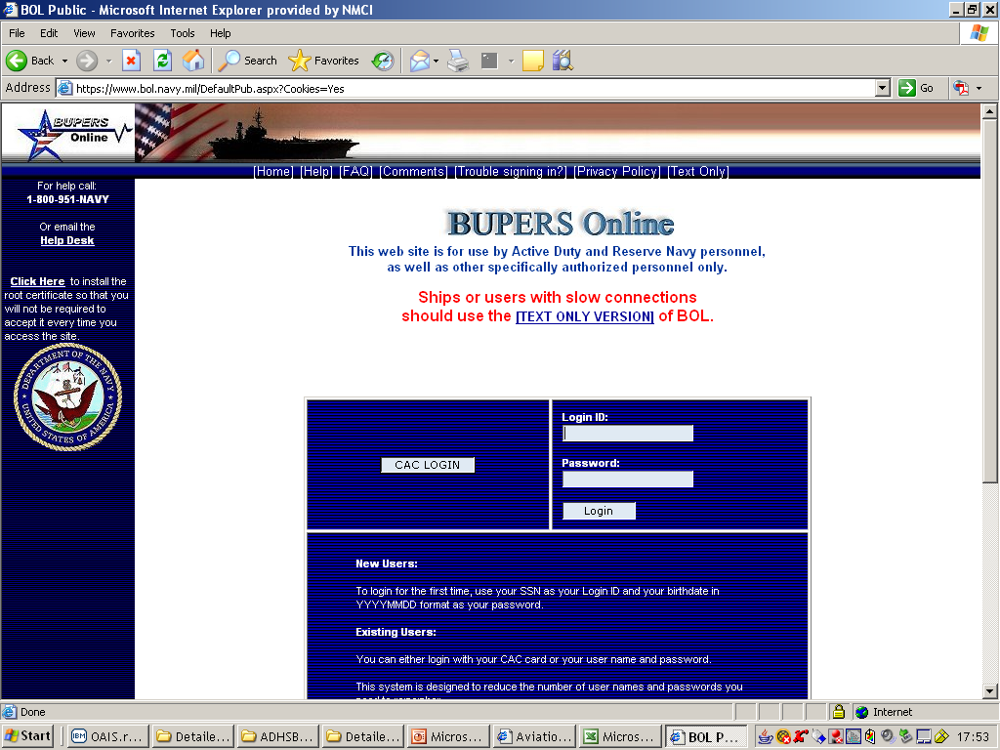 BOL Public - Microsoft Internet Explorer provided by NMCI
File Edit View Favorites Tools Help
Back Search Favorites
Address https://www.bol.navy.mil/DefaultPub.aspx?Cookies=Yes Go
BUPERS
Online
[Home] [Help] [FAQ] [Comments] [Trouble signing in?] [Privacy Policy] [Text Only]
For help call:
1-800-951-NAVY
Or email the
Help Desk
Click Here to install the
root certificate so that you
will not be required to
accept it every time you
access the site.
DEPARTMENT OF THE NAVY
UNITED STATES OF AMERICA
BUPERS Online
This web site is for use by Active Duty and Reserve Navy personnel,
as well as other specifically authorized personnel only.
Ships or users with slow connections
should use the [TEXT ONLY VERSION] of BOL.
CAC LOGIN
Login ID:
Password:
Login
New Users:
To login for the first time, use your SSN as your Login ID and your birthdate in
YYYYMMDD format as your password.
Existing Users:
You can either login with your CAC card or your user name and password.
This system is designed to reduce the number of user names and passwords you
Done Internet
Start IBM OAIS.r... Detaile... ADHSB... Detaile... Micros... Aviatio... Micros... BOL P... 17:53